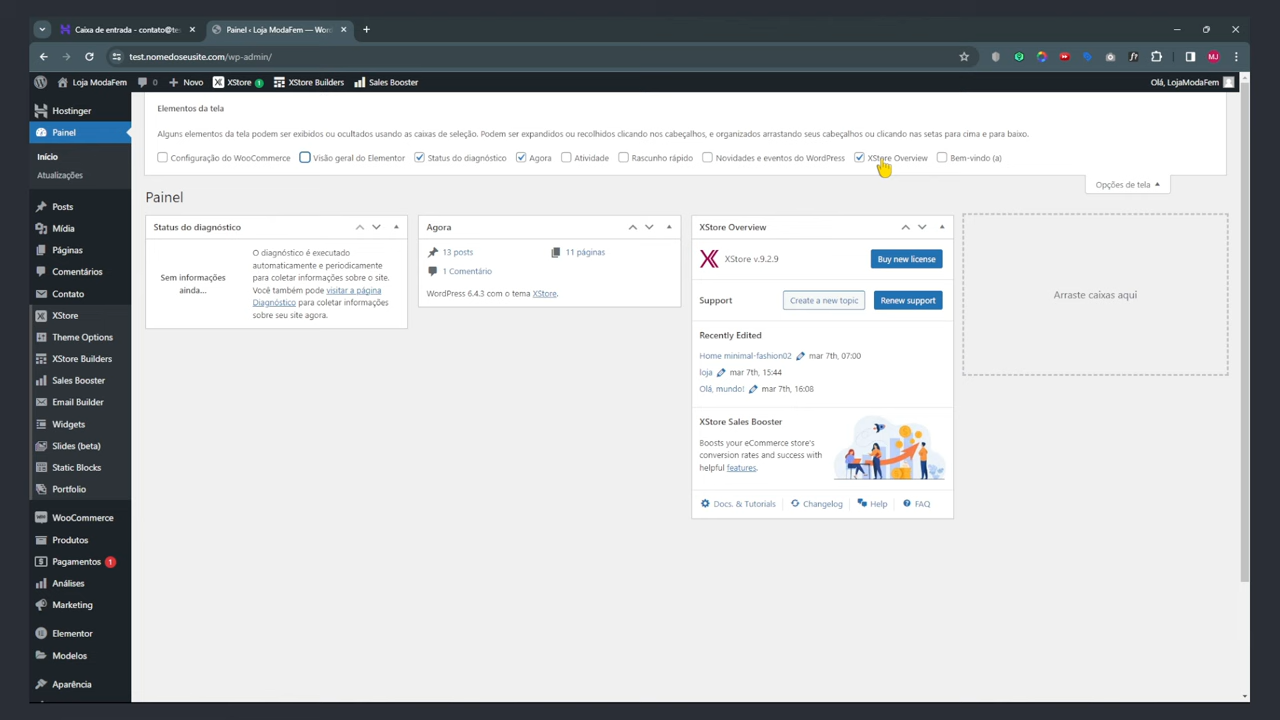 Caixa de entrada - contato@te
Painel ‹ Loja ModaFem — Wor
test.nomedoseusite.com/wp-admin/
MJ
Loja ModaFem
0
Novo
XStore 1
XStore Builders
Sales Booster
Olá, LojaModaFem
Hostinger
Painel
Início
Atualizações
Posts
Mídia
Páginas
Comentários
Contato
XStore
Theme Options
XStore Builders
Sales Booster
Email Builder
Widgets
Slides (beta)
Static Blocks
Portfolio
WooCommerce
Produtos
Pagamentos 1
Análises
Marketing
Elementor
Modelos
Aparência
Elementos da tela
Alguns elementos da tela podem ser exibidos ou ocultados usando as caixas de seleção. Podem ser expandidos ou recolhidos clicando nos cabeçalhos, e organizados arrastando seus cabeçalhos ou clicando nas setas para cima e para baixo.
Configuração do WooCommerce Visão geral do Elementor Status do diagnóstico Agora Atividade Rascunho rápido Novidades e eventos do WordPress XStore Overview Bem-vindo (a)
Opções de tela
Painel
Status do diagnóstico
Sem informações
ainda...
O diagnóstico é executado
automaticamente e periodicamente
para coletar informações sobre o site.
Você também pode visitar a página
Diagnóstico para coletar informações
sobre seu site agora.
Agora
13 posts
11 páginas
1 Comentário
WordPress 6.4.3 com o tema XStore.
XStore Overview
XStore v.9.2.9
Buy new license
Support
Create a new topic
Renew support
Recently Edited
Home minimal-fashion02 mar 7th, 07:00
loja mar 7th, 15:44
Olá, mundo! mar 7th, 16:08
XStore Sales Booster
Boosts your eCommerce store's
conversion rates and success with
helpful features.
Docs. & Tutorials
Changelog
Help
FAQ
Arraste caixas aqui